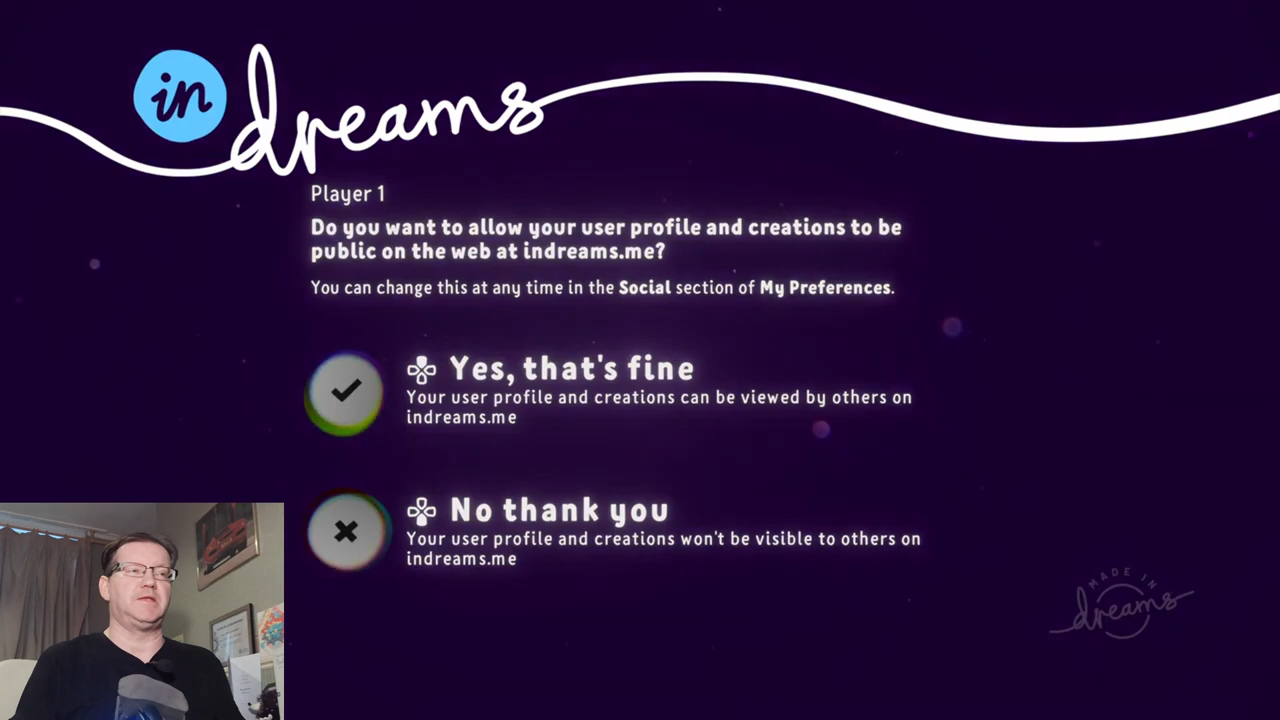 in dreams
Player 1
Do you want to allow your user profile and creations to be
public on the web at indreams.me?
You can change this at any time in the Social section of My Preferences.
Yes, that's fine
Your user profile and creations can be viewed by others on
indreams.me
No thank you
Your user profile and creations won't be visible to others on
indreams.me
MADE IN
dreams